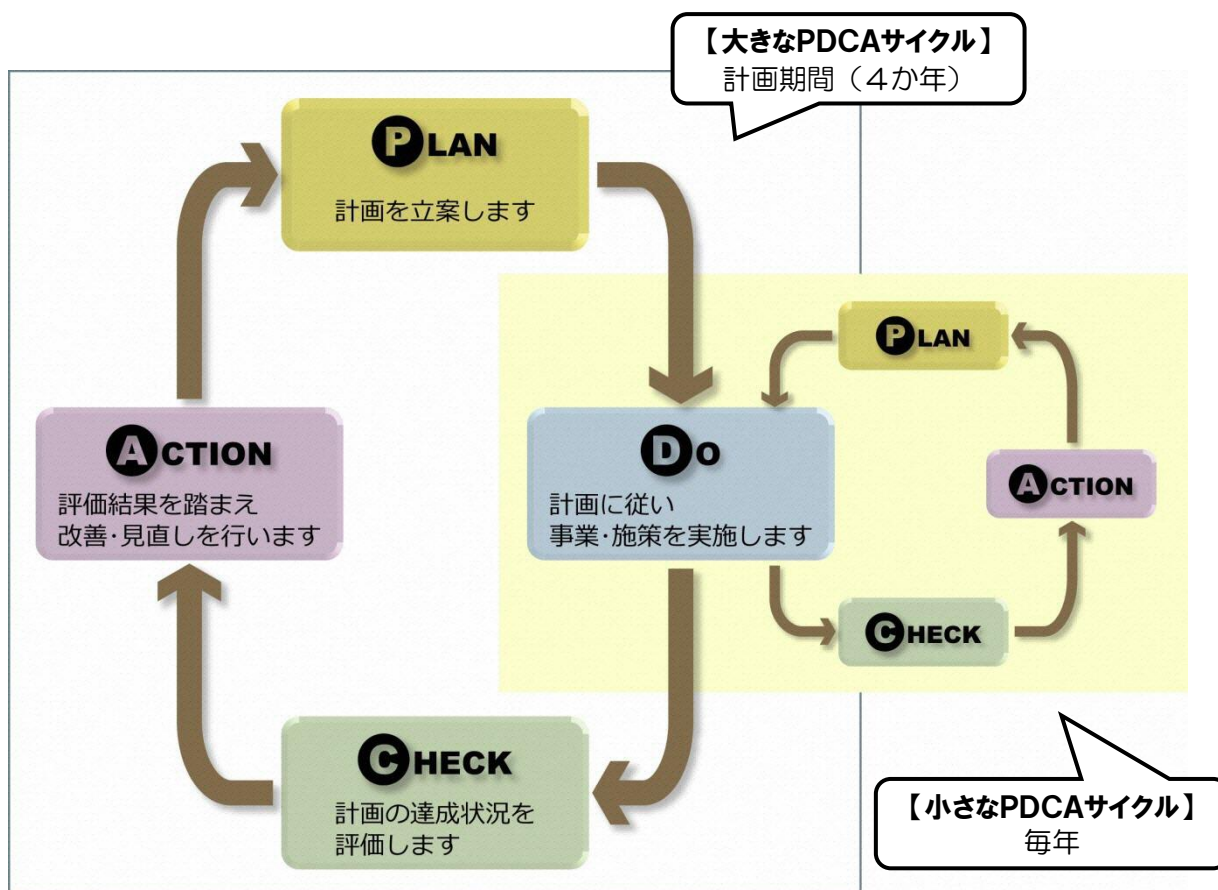 【大きなPDCAサイクル】
計画期間（４か年）
PLAN
計画を立案します
PLAN
ACTION
評価結果を踏まえ
改善･見直しを行います
DO
計画に従い
事業･施策を実施します
ACTION
CHECK
CHECK
計画の達成状況を
評価します
【小さなPDCAサイクル】
毎年